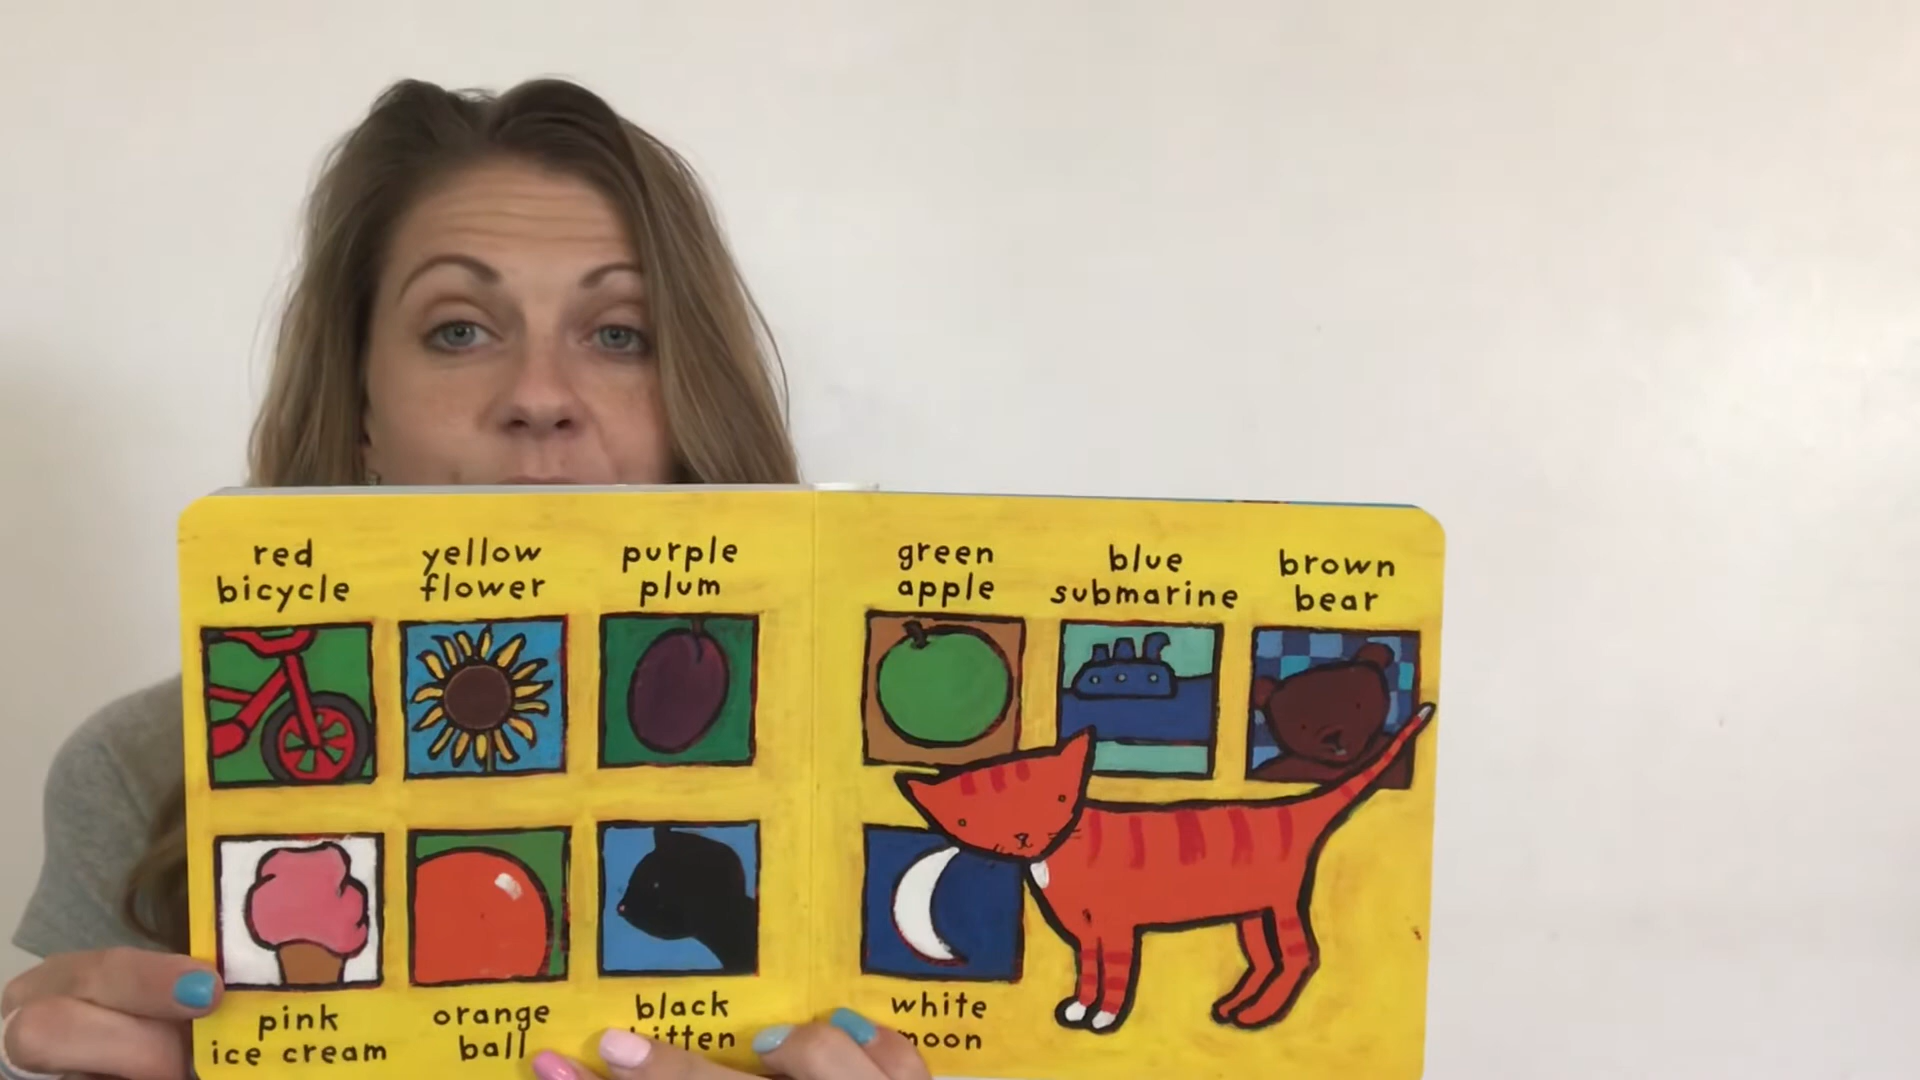 red
bicycle
yellow
flower
purple
plum
green
apple
blue
submarine
brown
bear
pink
ice cream
orange
ball
black
white